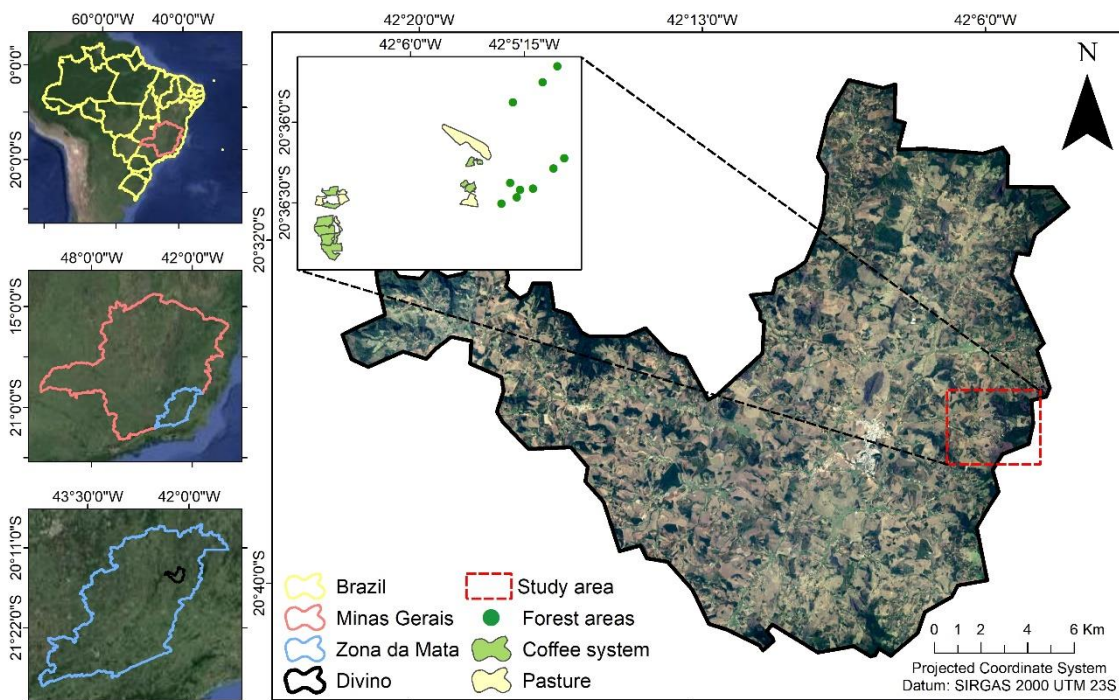 60°0'0"W 40°0'0"W
0°0'0"
20°0'0"S
48°0'0"W 42°0'0"W
15°0'0"S
21°0'0"S
43°30'0"W 42°0'0"W
20°11'0"S
21°22'0"S
42°20'0"W 42°13'0"W 42°6'0"W
42°6'0"W 42°5'15"W
20°36'0"S
20°36'30"S
20°32'0"S
20°40'0"S
N
Brazil
Minas Gerais
Zona da Mata
Divino
Study area
Forest areas
Coffee system
Pasture
0 1 2 4 6 Km
Projected Coordinate System
Datum: SIRGAS 2000 UTM 23S